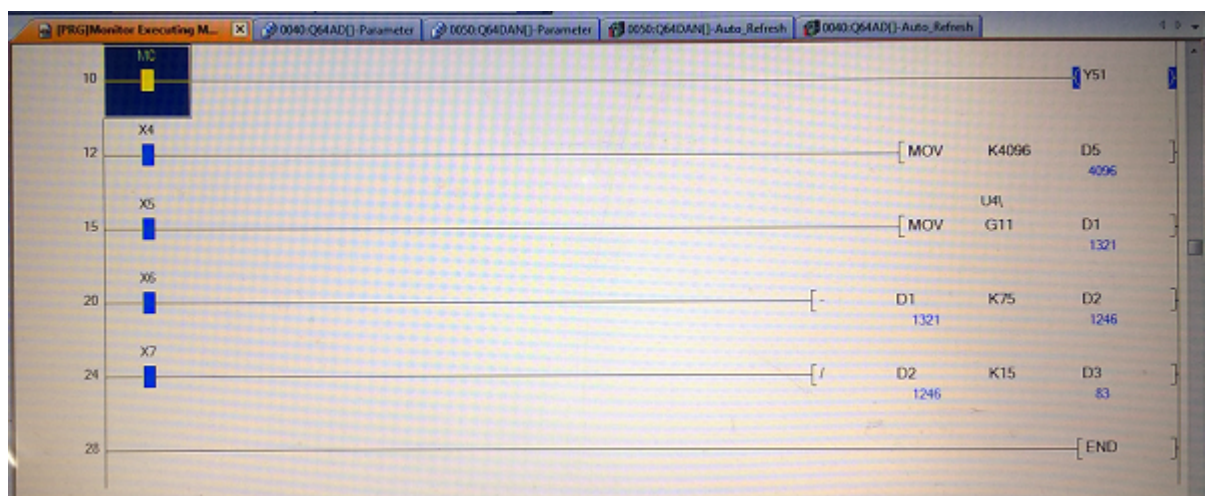 [PRG]Monitor Executing M... 0040:Q64AD[]-Parameter 0050:Q64DAN[]-Parameter 0050:Q64DAN[]-Auto_Refresh 0040:Q64AD[]-Auto_Refresh
M0
10 Y51
X4
12 [ MOV K4096 D5 ]
4096
X5 U4\
15 [ MOV G11 D1 ]
1321
X6
20 [ - D1 K75 D2 ]
1321 1246
X7
24 [ / D2 K15 D3 ]
1246 83
28 [ END ]